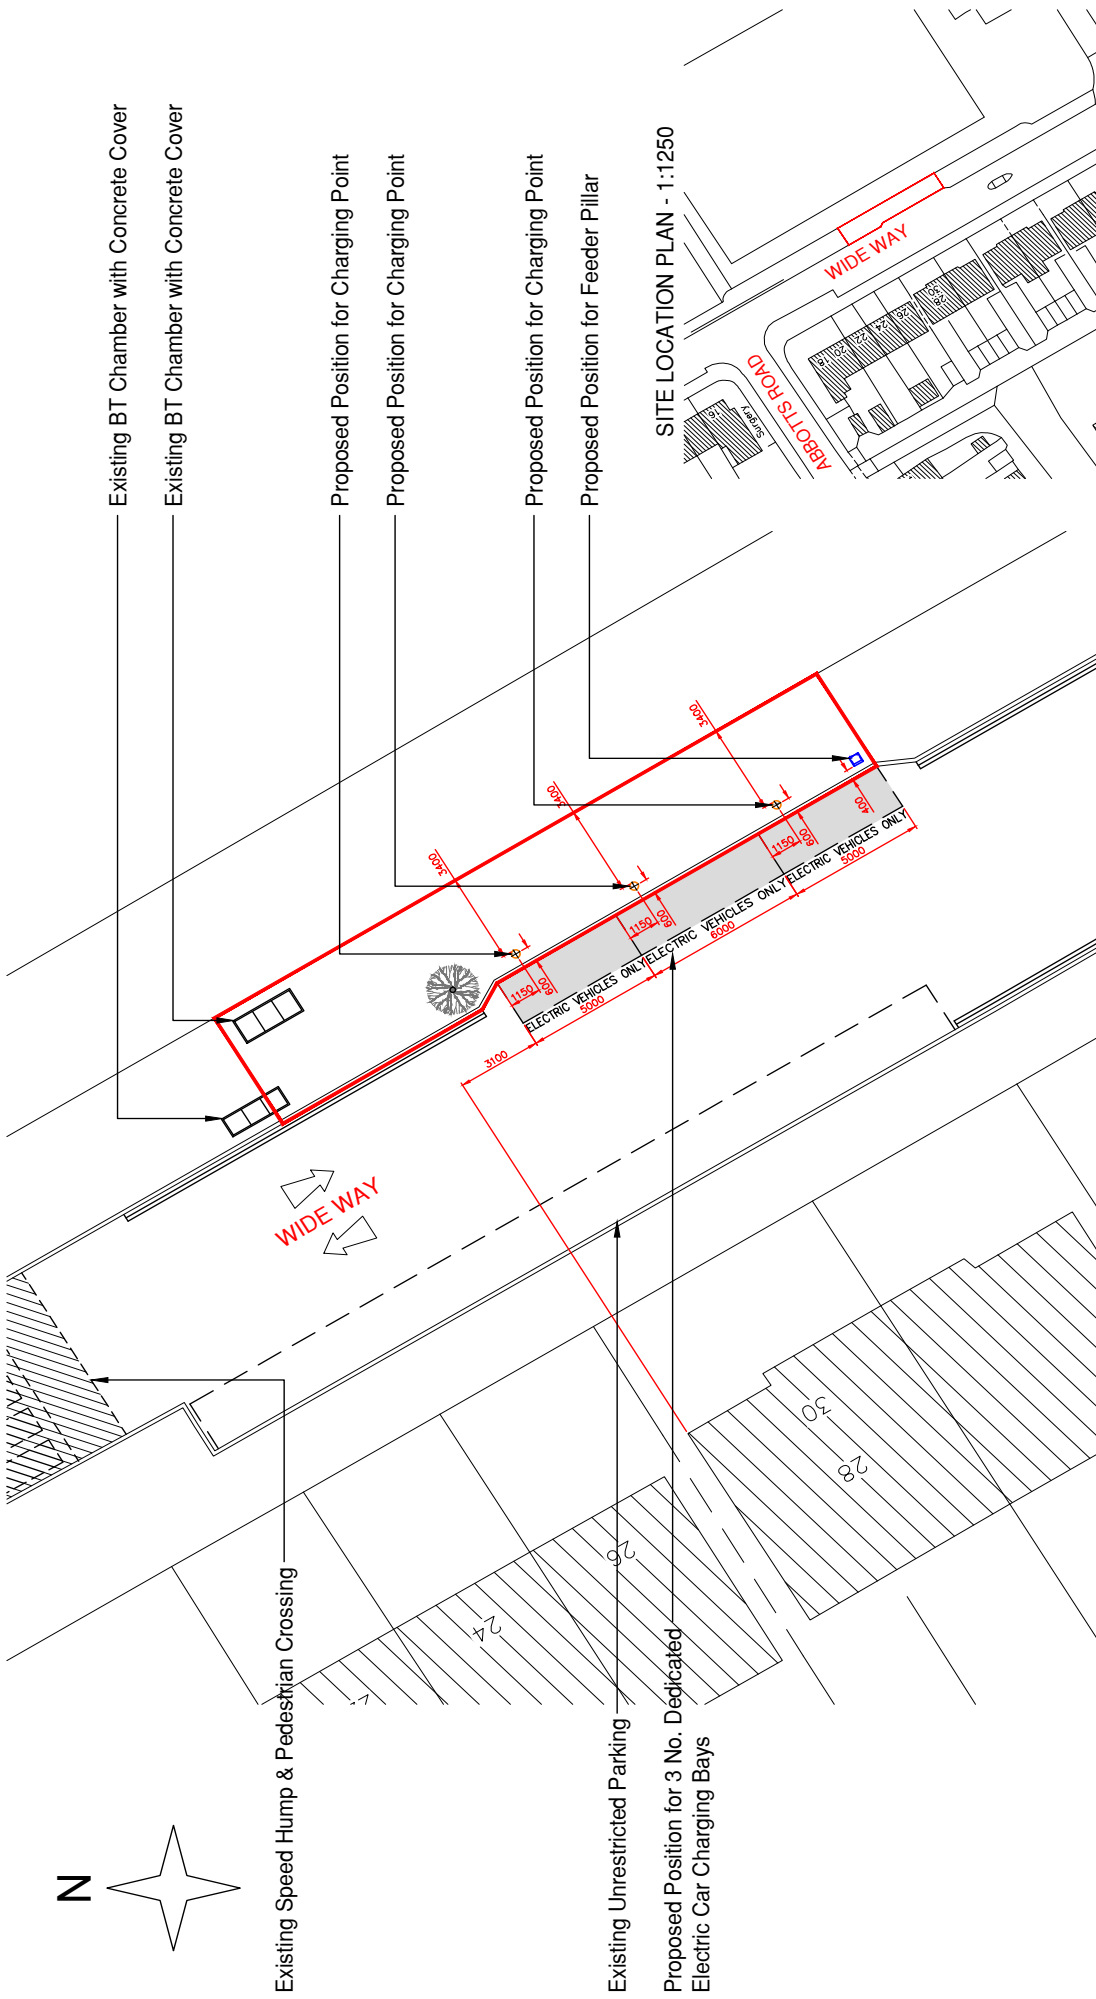 N
Existing BT Chamber with Concrete Cover
Existing BT Chamber with Concrete Cover
Proposed Position for Charging Point
Proposed Position for Charging Point
Proposed Position for Charging Point
Proposed Position for Feeder Pillar
Existing Speed Hump & Pedestrian Crossing
Existing Unrestricted Parking
Proposed Position for 3 No. Dedicated
Electric Car Charging Bays
WIDE WAY
3400
3400
3400
1150
600
1150
600
1150
600
400
ELECTRIC VEHICLES ONLY
ELECTRIC VEHICLES ONLY
ELECTRIC VEHICLES ONLY
3100
5000
6000
5000
24
26
28
30
SITE LOCATION PLAN - 1:1250
WIDE WAY
ABBOTTS ROAD
16
Surgery
18
20
22
24
26
28
30